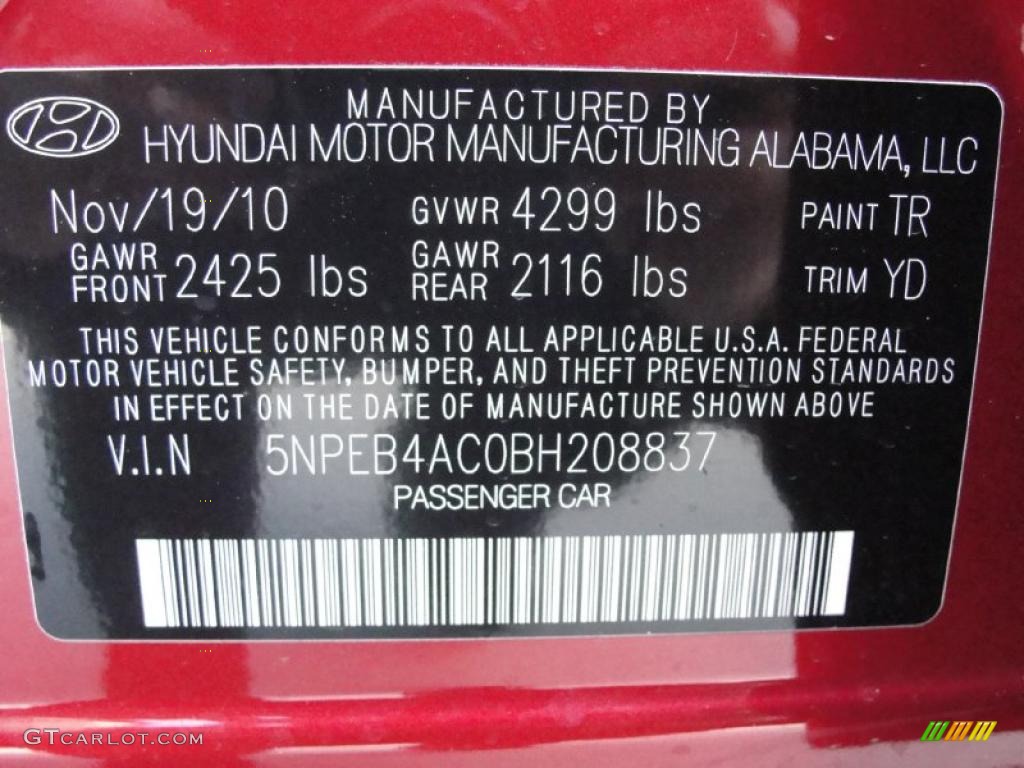 MANUFACTURED BY
HYUNDAI MOTOR MANUFACTURING ALABAMA, LLC
Nov/19/10 GVWR 4299 lbs PAINT TR
GAWR FRONT 2425 lbs GAWR REAR 2116 lbs TRIM YD
THIS VEHICLE CONFORMS TO ALL APPLICABLE U.S.A. FEDERAL
MOTOR VEHICLE SAFETY, BUMPER, AND THEFT PREVENTION STANDARDS
IN EFFECT ON THE DATE OF MANUFACTURE SHOWN ABOVE
V.I.N 5NPEB4AC0BH208837
PASSENGER CAR
GTCARLOT.COM